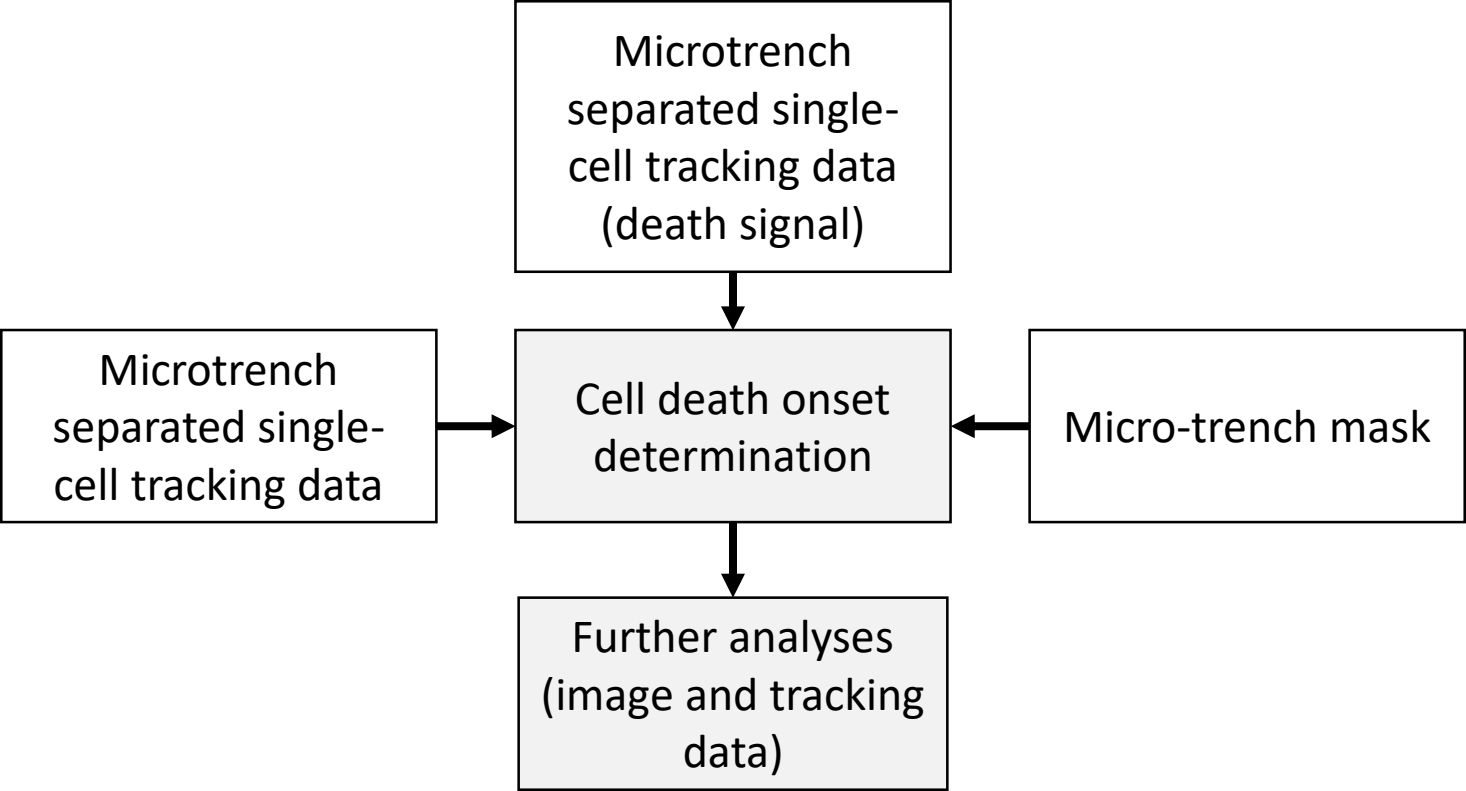 Microtrench
separated single-
cell tracking data
(death signal)
Microtrench
separated single-
cell tracking data
Cell death onset
determination
Micro-trench mask
Further analyses
(image and tracking
data)